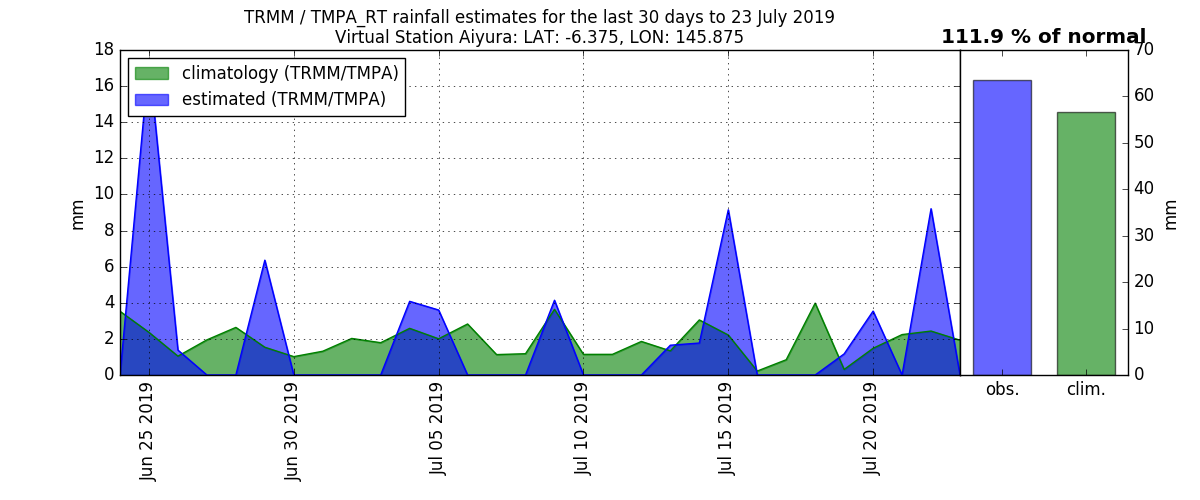 TRMM / TMPA_RT rainfall estimates for the last 30 days to 23 July 2019
Virtual Station Aiyura: LAT: -6.375, LON: 145.875
111.9 % of normal
climatology (TRMM/TMPA)
estimated (TRMM/TMPA)
mm
18
16
14
12
10
8
6
4
2
0
Jun 25 2019
Jun 30 2019
Jul 05 2019
Jul 10 2019
Jul 15 2019
Jul 20 2019
obs.
clim.
70
60
50
40
30
20
10
0
mm